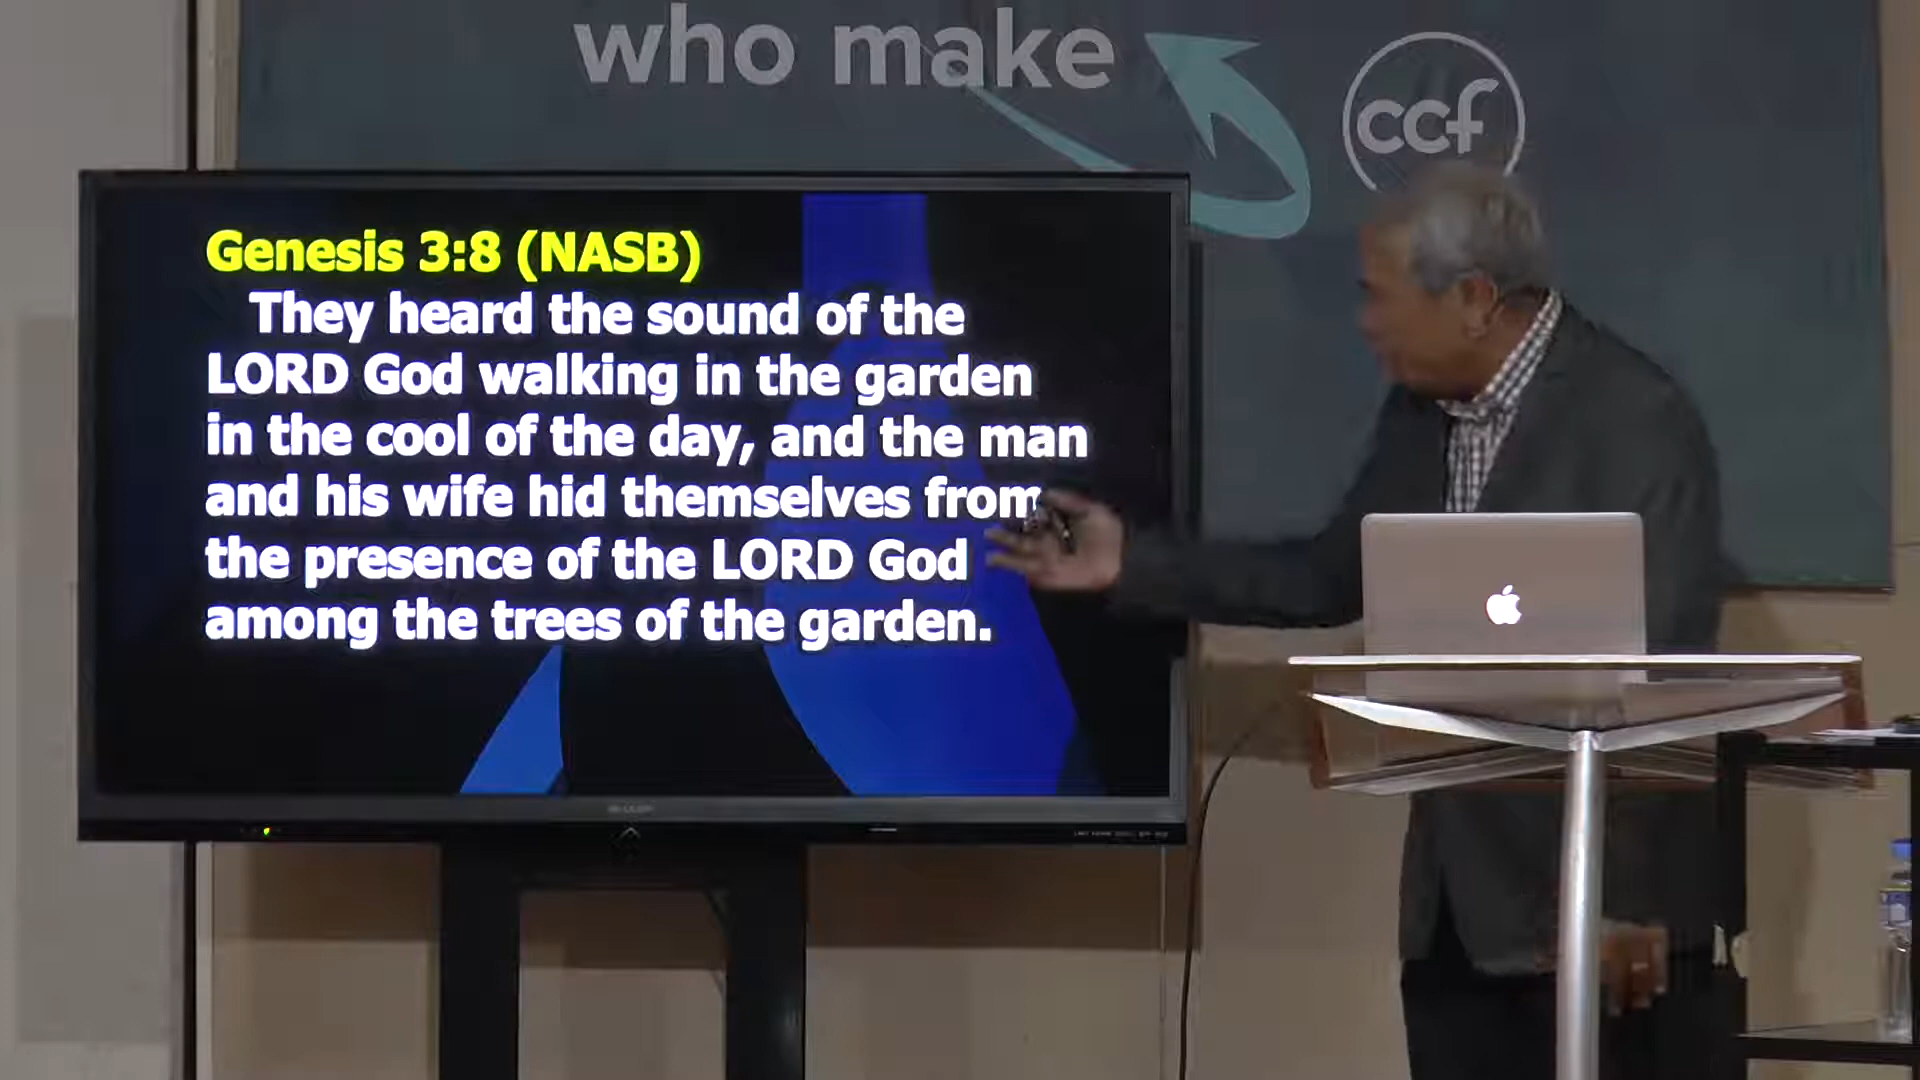 who make
ccf
Genesis 3:8 (NASB)
They heard the sound of the
LORD God walking in the garden
in the cool of the day, and the man
and his wife hid themselves from
the presence of the LORD God
among the trees of the garden.